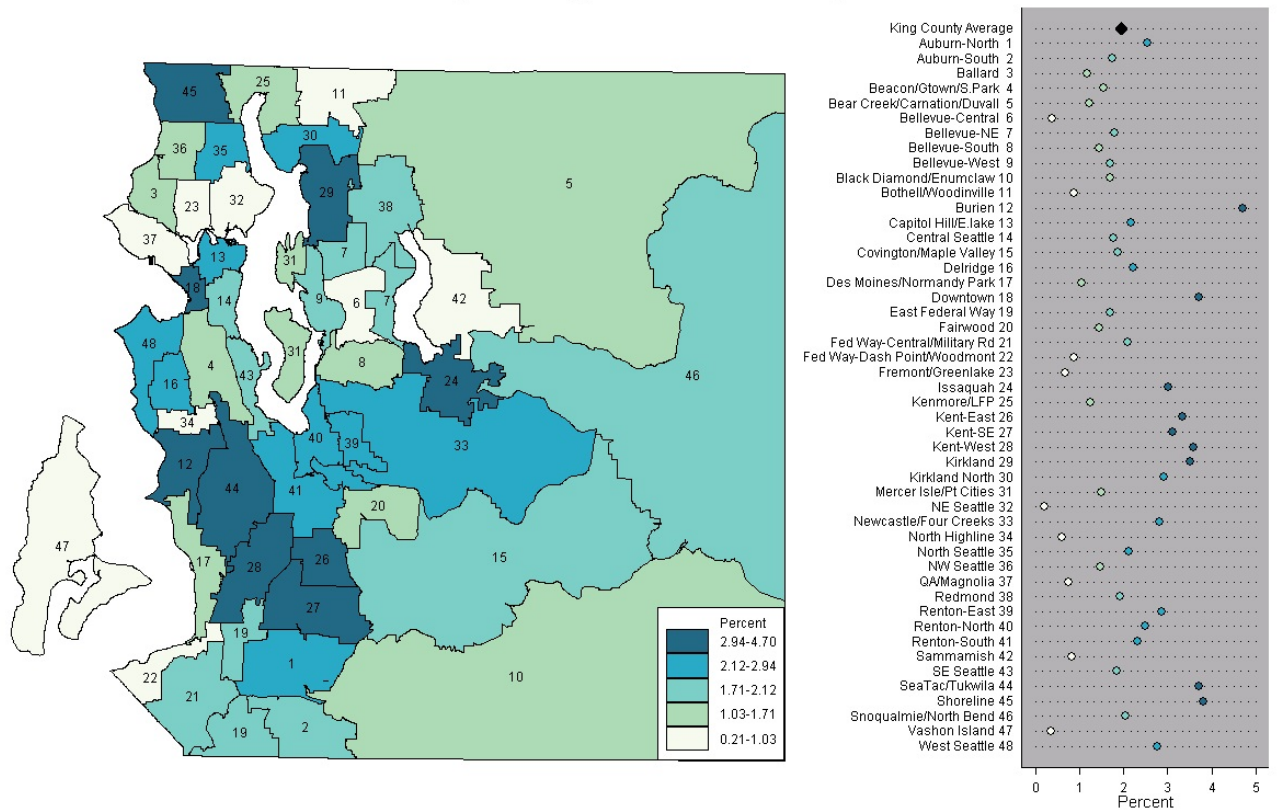 45
25
11
30
36
35
5
29
3
23
32
38
37
13
7
31
18
42
14
9
6
7
48
31
4
43
8
46
16
24
34
40
39
33
12
44
41
20
47
17
28
26
15
27
19
1
22
10
21
19
2
Percent
2.94-4.70
2.12-2.94
1.71-2.12
1.03-1.71
0.21-1.03
King County Average
Auburn-North 1
Auburn-South 2
Ballard 3
Beacon/Gtown/S.Park 4
Bear Creek/Carnation/Duvall 5
Bellevue-Central 6
Bellevue-NE 7
Bellevue-South 8
Bellevue-West 9
Black Diamond/Enumclaw 10
Bothell/Woodinville 11
Burien 12
Capitol Hill/E.lake 13
Central Seattle 14
Covington/Maple Valley 15
Delridge 16
Des Moines/Normandy Park 17
Downtown 18
East Federal Way 19
Fairwood 20
Fed Way-Central/Military Rd 21
Fed Way-Dash Point/Woodmont 22
Fremont/Greenlake 23
Issaquah 24
Kenmore/LFP 25
Kent-East 26
Kent-SE 27
Kent-West 28
Kirkland 29
Kirkland North 30
Mercer Isle/Pt Cities 31
NE Seattle 32
Newcastle/Four Creeks 33
North Highline 34
North Seattle 35
NW Seattle 36
QA/Magnolia 37
Redmond 38
Renton-East 39
Renton-North 40
Renton-South 41
Sammamish 42
SE Seattle 43
SeaTac/Tukwila 44
Shoreline 45
Snoqualmie/North Bend 46
Vashon Island 47
West Seattle 48
0 1 2 3 4 5
Percent